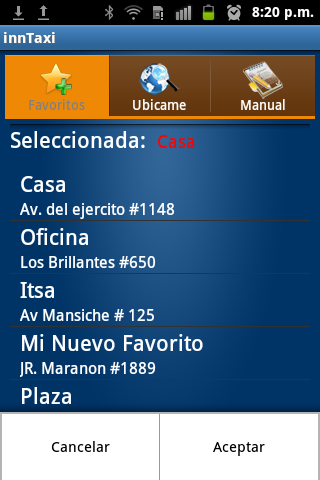 8:20 p.m.
innTaxi
Favoritos
Ubicame
Manual
Seleccionada: Casa
Casa
Av. del ejercito #1148
Oficina
Los Brillantes #650
Itsa
Av Mansiche # 125
Mi Nuevo Favorito
JR. Maranon #1889
Plaza
Cancelar
Aceptar